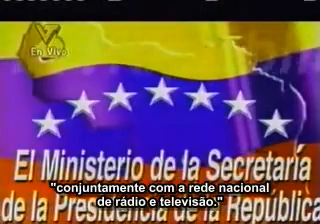 En Vivo
El Ministerio de la Secretaría
"conjuntamente com a rede nacional
de rádio e televisão."
de la Presidencia de la República